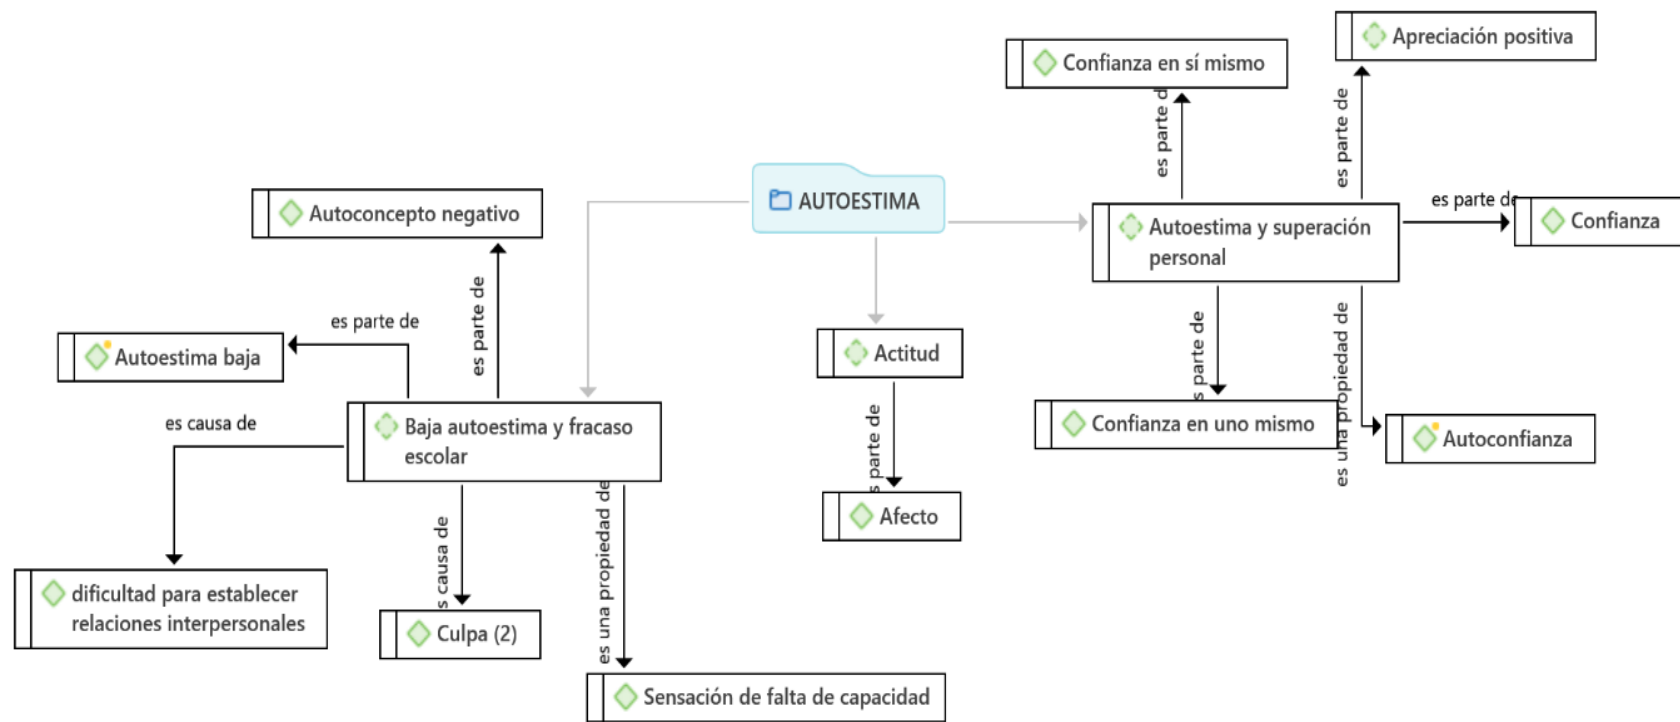 Apreciación positiva
Confianza en sí mismo
es parte de
es parte de
AUTOESTIMA
Autoconcepto negativo
es parte de
Autoestima y superación
personal
es parte de
Confianza
es parte de
es parte de
Autoestima baja
Actitud
s parte de
es una propiedad de
es causa de
Baja autoestima y fracaso
escolar
Confianza en uno mismo
Autoconfianza
s parte de
Afecto
es una propiedad de
s causa de
dificultad para establecer
relaciones interpersonales
Culpa (2)
Sensación de falta de capacidad